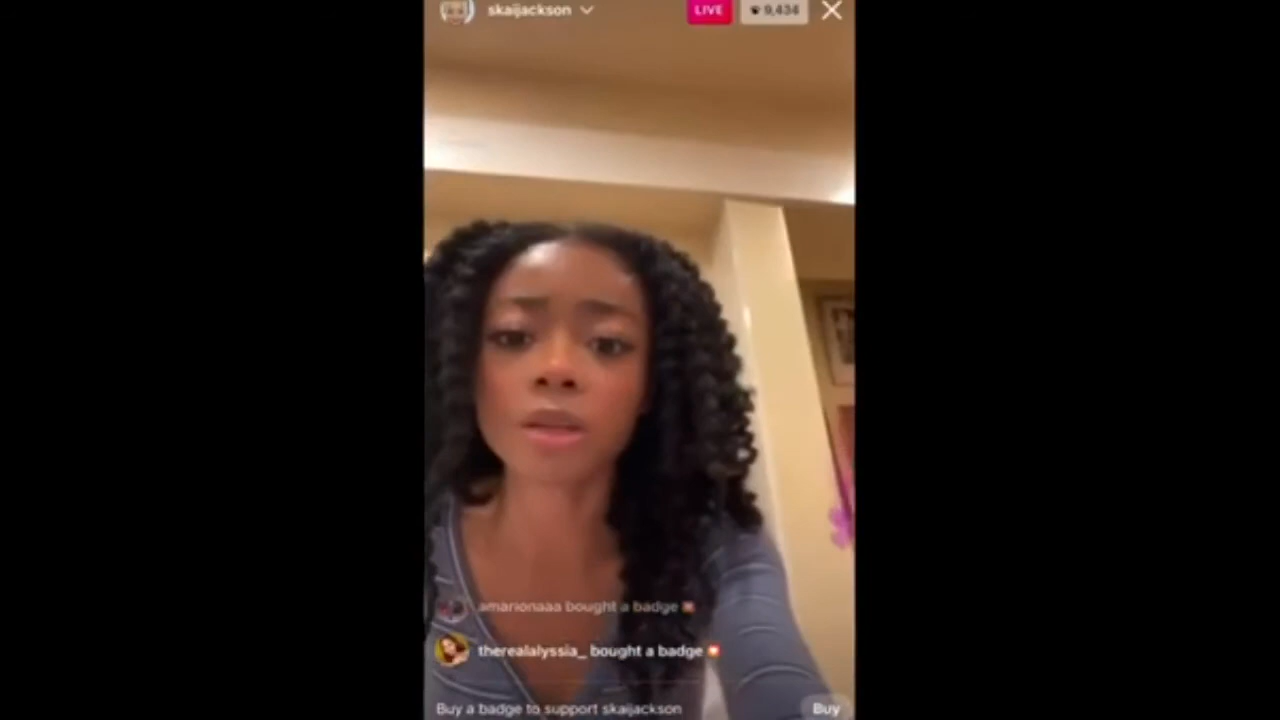 skaijackson
LIVE
9,434
amarionaaa bought a badge
therealalyssia_ bought a badge
Buy a badge to support skaijackson
Buy